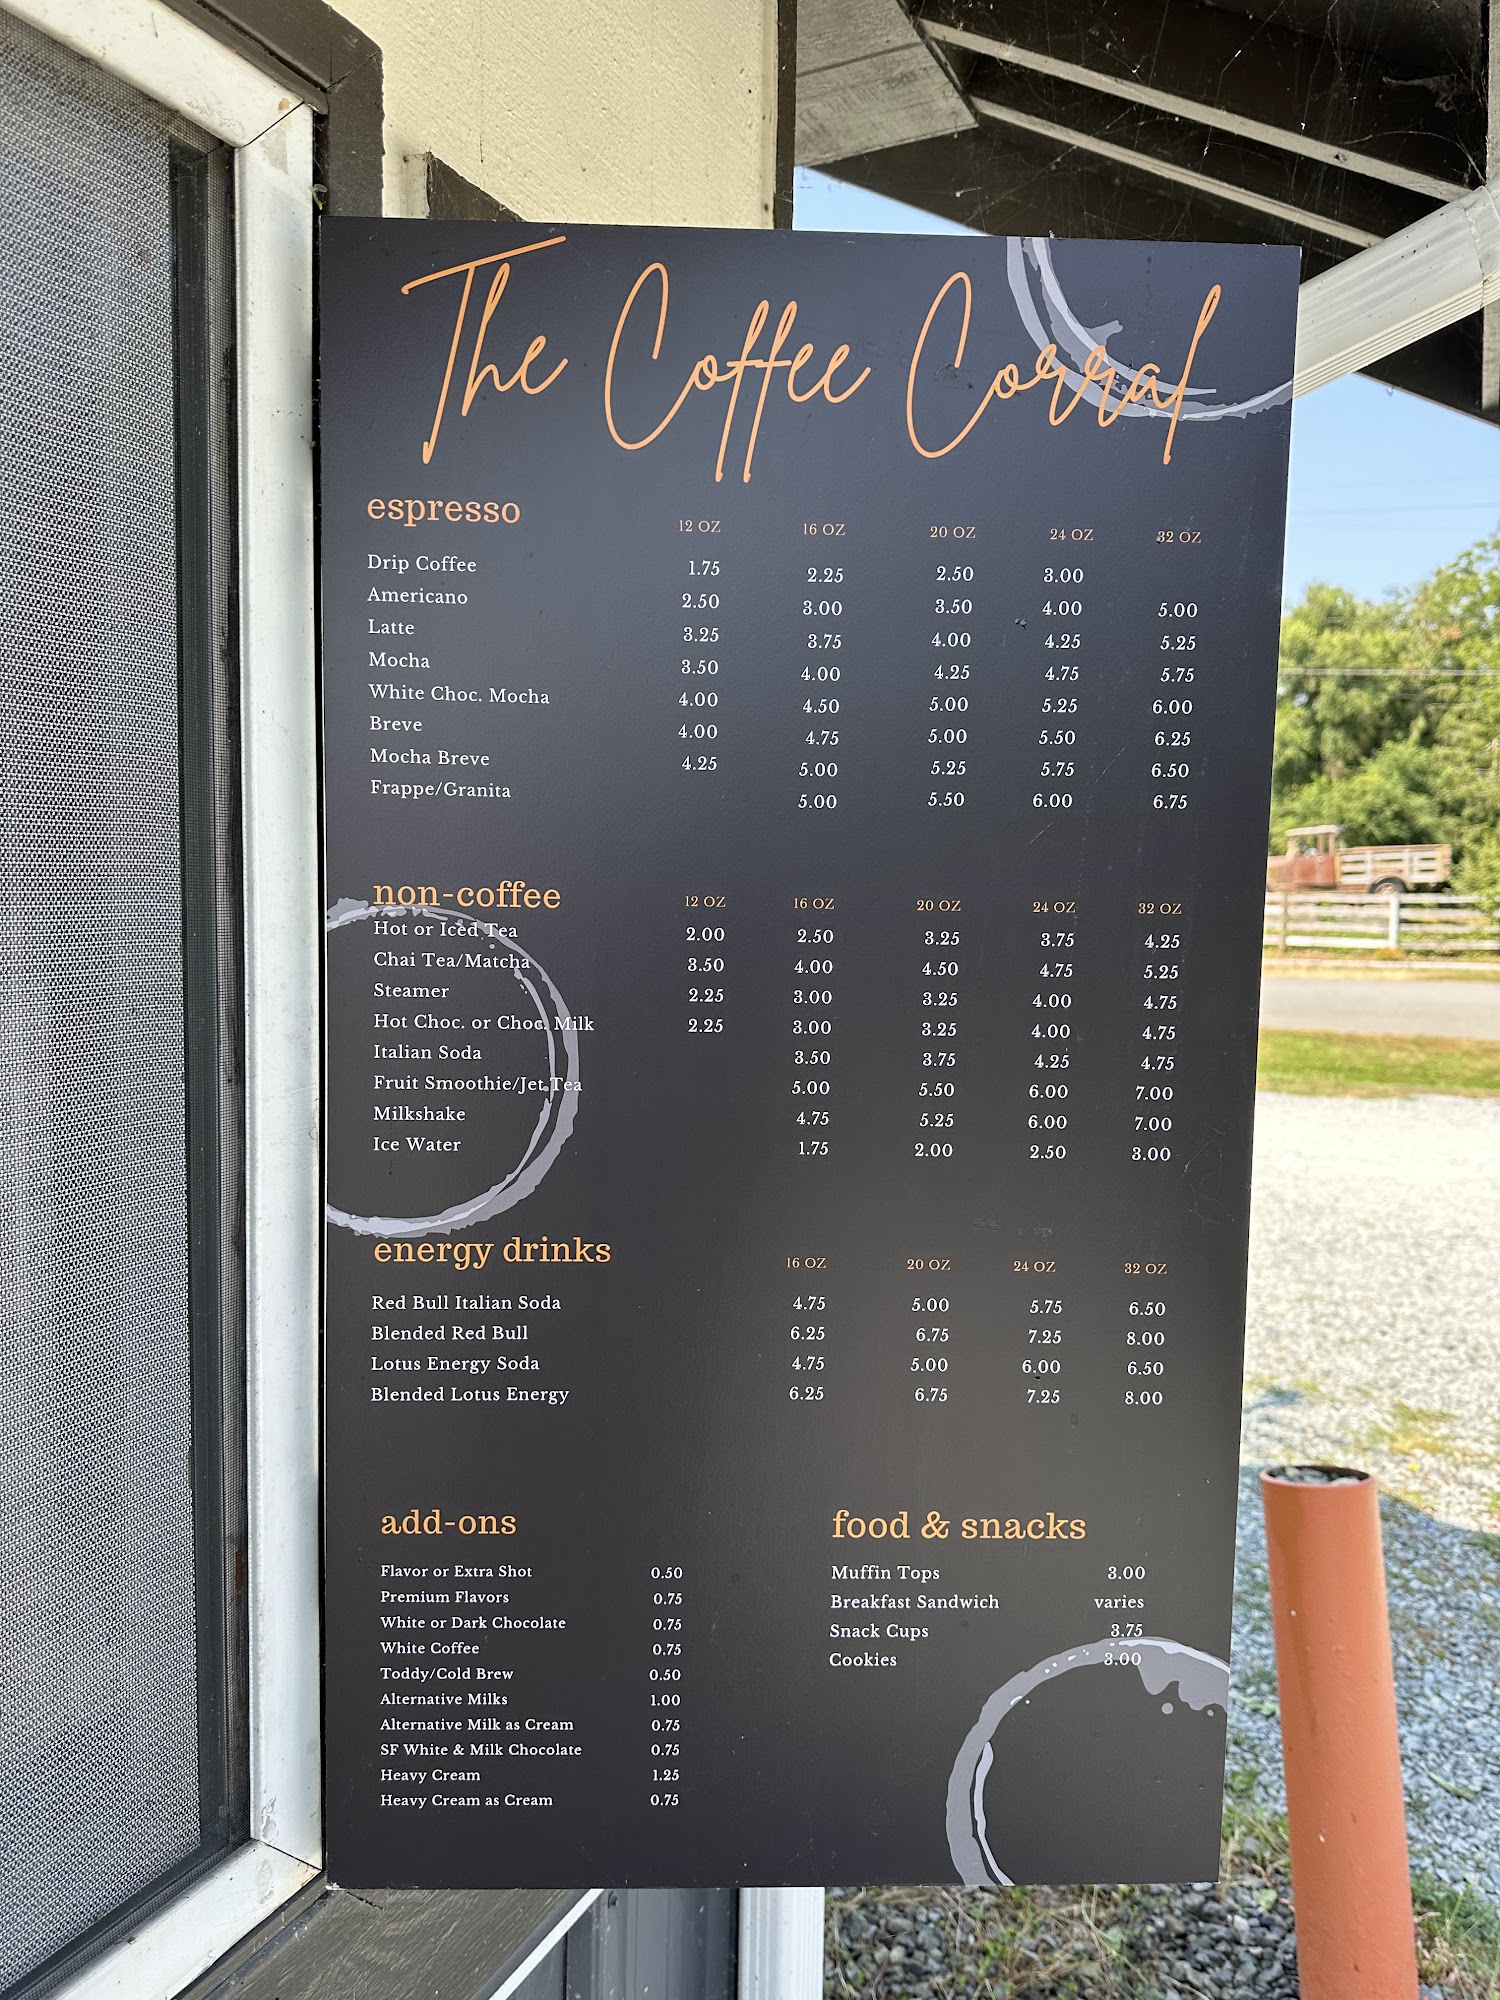 The Coffee Corral
espresso 12 OZ 16 OZ 20 OZ 24 OZ 32 OZ
Drip Coffee 1.75 2.25 2.50 3.00
Americano 2.50 3.00 3.50 4.00 5.00
Latte 3.25 3.75 4.00 4.25 5.25
Mocha 3.50 4.00 4.25 4.75 5.75
White Choc. Mocha 4.00 4.50 5.00 5.25 6.00
Breve 4.00 4.75 5.00 5.50 6.25
Mocha Breve 4.25 5.00 5.25 5.75 6.50
Frappe/Granita 5.00 5.50 6.00 6.75
non-coffee 12 OZ 16 OZ 20 OZ 24 OZ 32 OZ
Hot or Iced Tea 2.00 2.50 3.25 3.75 4.25
Chai Tea/Matcha 3.50 4.00 4.50 4.75 5.25
Steamer 2.25 3.00 3.25 4.00 4.75
Hot Choc. or Choc. Milk 2.25 3.00 3.25 4.00 4.75
Italian Soda 3.50 3.75 4.25 4.75
Fruit Smoothie/Jet Tea 5.00 5.50 6.00 7.00
Milkshake 4.75 5.25 6.00 7.00
Ice Water 1.75 2.00 2.50 3.00
energy drinks 16 OZ 20 OZ 24 OZ 32 OZ
Red Bull Italian Soda 4.75 5.00 5.75 6.50
Blended Red Bull 6.25 6.75 7.25 8.00
Lotus Energy Soda 4.75 5.00 6.00 6.50
Blended Lotus Energy 6.25 6.75 7.25 8.00
add-ons
Flavor or Extra Shot 0.50
Premium Flavors 0.75
White or Dark Chocolate 0.75
White Coffee 0.75
Toddy/Cold Brew 0.50
Alternative Milks 1.00
Alternative Milk as Cream 0.75
SF White & Milk Chocolate 0.75
Heavy Cream 1.25
Heavy Cream as Cream 0.75
food & snacks
Muffin Tops 3.00
Breakfast Sandwich varies
Snack Cups 3.75
Cookies 3.00